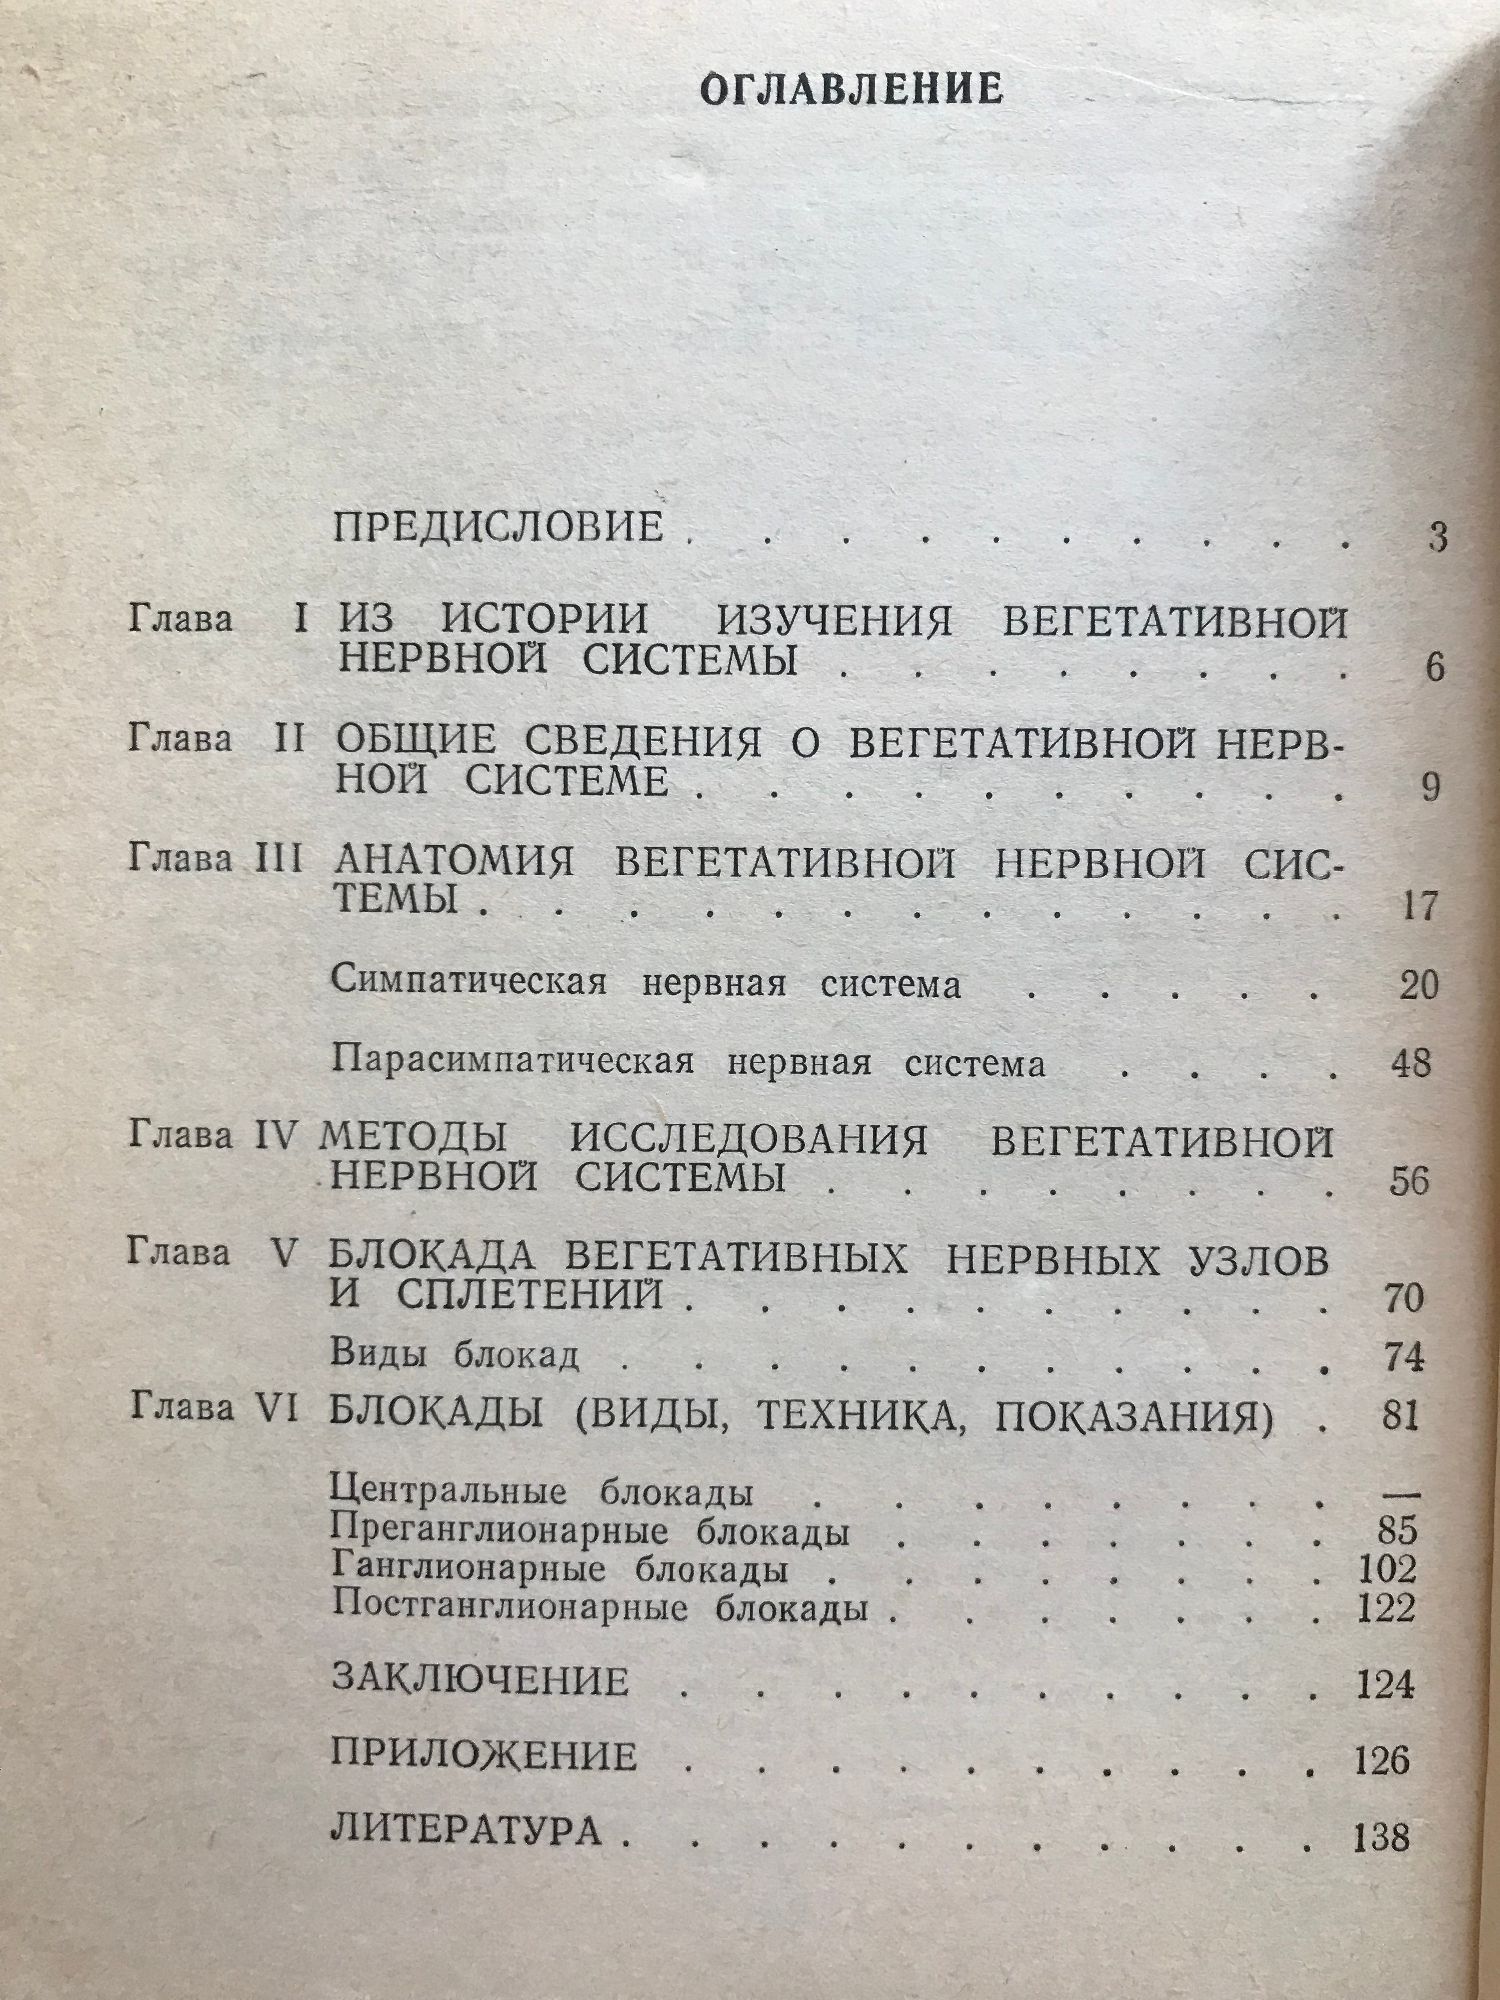 ОГЛАВЛЕНИЕ
ПРЕДИСЛОВИЕ . . . . . . . . . . 3
Глава I ИЗ ИСТОРИИ ИЗУЧЕНИЯ ВЕГЕТАТИВНОЙ
НЕРВНОЙ СИСТЕМЫ . . . . . . . . 6
Глава II ОБЩИЕ СВЕДЕНИЯ О ВЕГЕТАТИВНОЙ НЕРВ-
НОЙ СИСТЕМЕ . . . . . . . . . . 9
Глава III АНАТОМИЯ ВЕГЕТАТИВНОЙ НЕРВНОЙ СИС-
ТЕМЫ . . . . . . . . . . . . . 17
Симпатическая нервная система . . . . . 20
Парасимпатическая нервная система . . . . 48
Глава IV МЕТОДЫ ИССЛЕДОВАНИЯ ВЕГЕТАТИВНОЙ
НЕРВНОЙ СИСТЕМЫ . . . . . . . . 56
Глава V БЛОКАДА ВЕГЕТАТИВНЫХ НЕРВНЫХ УЗЛОВ
И СПЛЕТЕНИЙ . . . . . . . . . . 70
Виды блокад . . . . . . . . . . . 74
Глава VI БЛОКАДЫ (ВИДЫ, ТЕХНИКА, ПОКАЗАНИЯ) . 81
Центральные блокады . . . . . . . . —
Преганглионарные блокады . . . . . . . 85
Ганглионарные блокады . . . . . . . . 102
Постганглионарные блокады . . . . . . . 122
ЗАКЛЮЧЕНИЕ . . . . . . . . . . 124
ПРИЛОЖЕНИЕ . . . . . . . . . . 126
ЛИТЕРАТУРА . . . . . . . . . . . 138